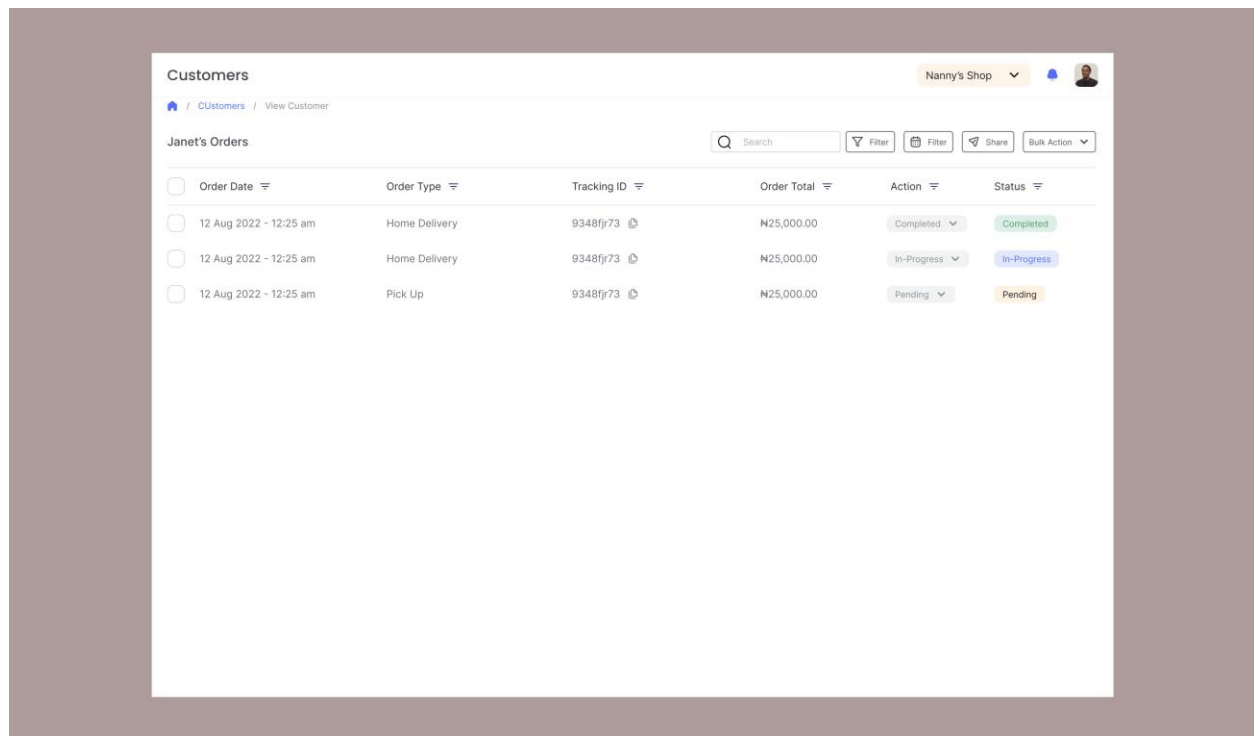 Customers Nanny's Shop
/ CUstomers / View Customer
Janet's Orders Search Filter Filter Share Bulk Action
Order Date Order Type Tracking ID Order Total Action Status
12 Aug 2022 - 12:25 am Home Delivery 9348fjr73 ₦25,000.00 Completed Completed
12 Aug 2022 - 12:25 am Home Delivery 9348fjr73 ₦25,000.00 In-Progress In-Progress
12 Aug 2022 - 12:25 am Pick Up 9348fjr73 ₦25,000.00 Pending Pending